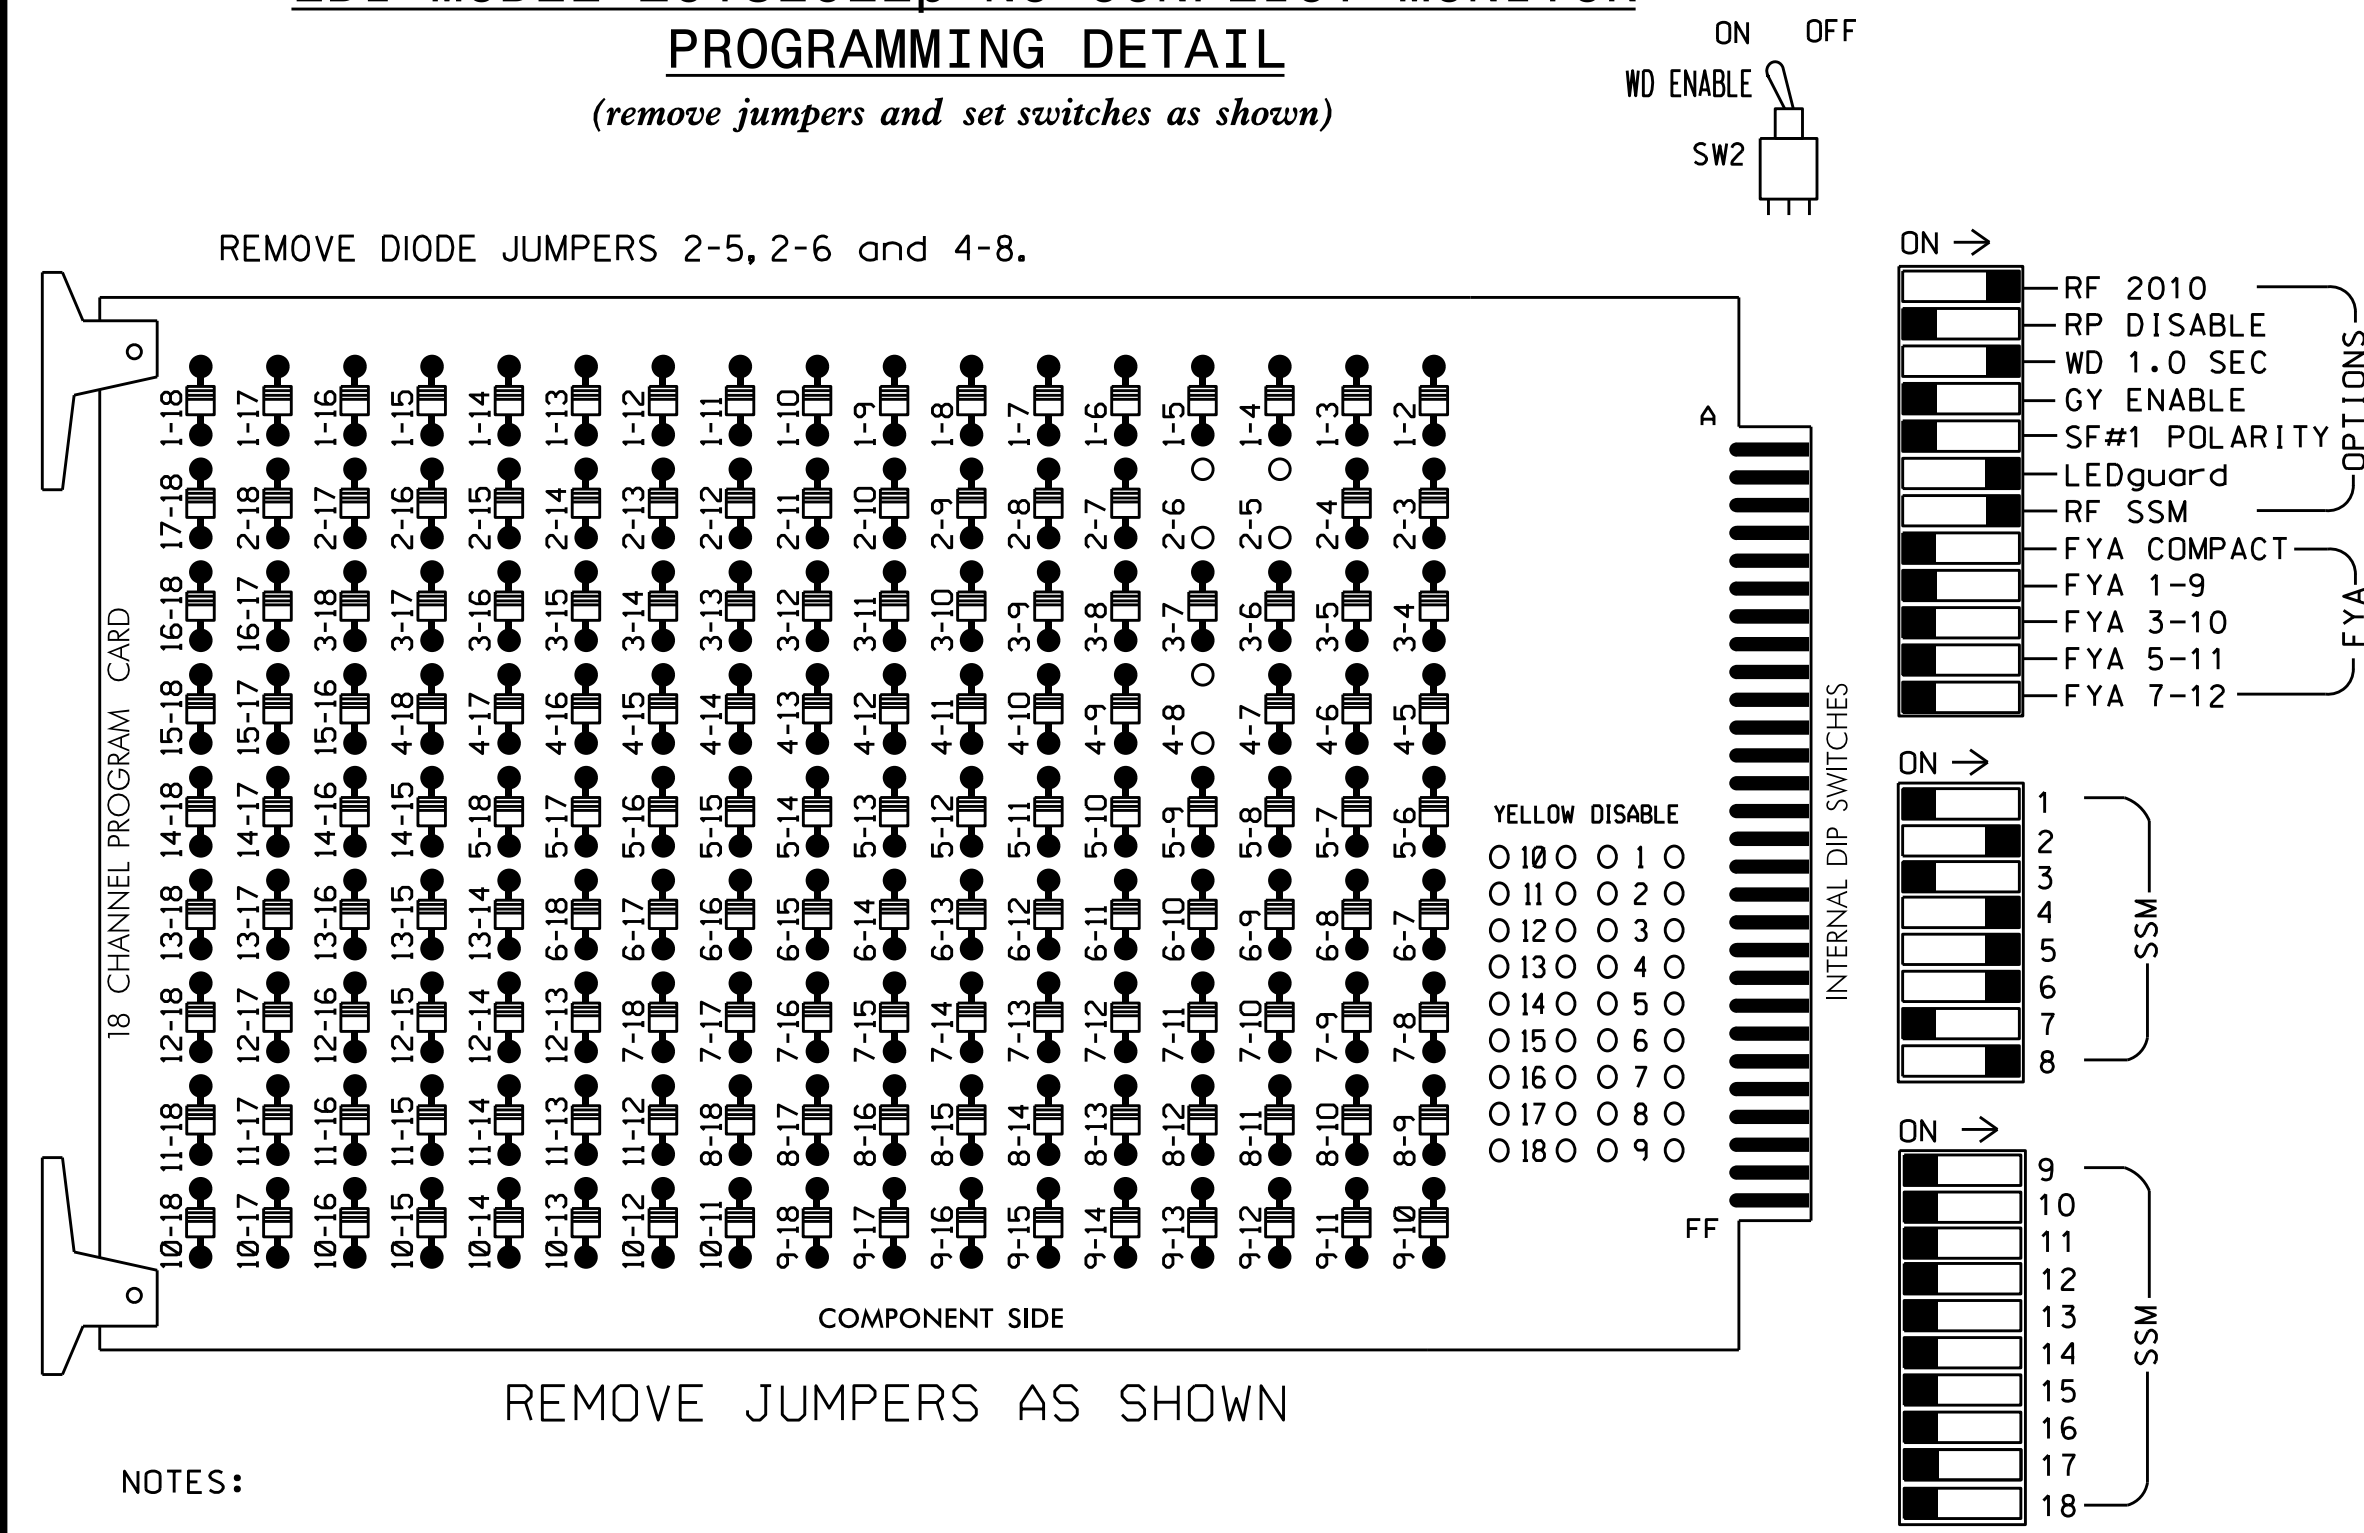 PROGRAMMING DETAIL
(remove jumpers and set switches as shown)
ON OFF
WD ENABLE
SW2
REMOVE DIODE JUMPERS 2-5, 2-6 and 4-8.
18 CHANNEL PROGRAM CARD
1-18 1-17 1-16 1-15 1-14 1-13 1-12 1-11 1-10 1-9 1-8 1-7 1-6 1-5 1-4 1-3 1-2
17-18 2-18 2-17 2-16 2-15 2-14 2-13 2-12 2-11 2-10 2-9 2-8 2-7 2-6 2-5 2-4 2-3
16-18 16-17 3-18 3-17 3-16 3-15 3-14 3-13 3-12 3-11 3-10 3-9 3-8 3-7 3-6 3-5 3-4
15-18 15-17 15-16 4-18 4-17 4-16 4-15 4-14 4-13 4-12 4-11 4-10 4-9 4-8 4-7 4-6 4-5
14-18 14-17 14-16 14-15 5-18 5-17 5-16 5-15 5-14 5-13 5-12 5-11 5-10 5-9 5-8 5-7 5-6
13-18 13-17 13-16 13-15 13-14 6-18 6-17 6-16 6-15 6-14 6-13 6-12 6-11 6-10 6-9 6-8 6-7
12-18 12-17 12-16 12-15 12-14 12-13 7-18 7-17 7-16 7-15 7-14 7-13 7-12 7-11 7-10 7-9 7-8
11-18 11-17 11-16 11-15 11-14 11-13 11-12 8-18 8-17 8-16 8-15 8-14 8-13 8-12 8-11 8-10 8-9
10-18 10-17 10-16 10-15 10-14 10-13 10-12 10-11 9-18 9-17 9-16 9-15 9-14 9-13 9-12 9-11 9-10
A
YELLOW DISABLE
10 1
11 2
12 3
13 4
14 5
15 6
16 7
17 8
18 9
FF
COMPONENT SIDE
INTERNAL DIP SWITCHES
ON →
RF 2010
RP DISABLE
WD 1.0 SEC
GY ENABLE
SF#1 POLARITY
LEDguard
RF SSM
OPTIONS
FYA COMPACT
FYA 1-9
FYA 3-10
FYA 5-11
FYA 7-12
FYA
ON →
1
2
3
4
5
6
7
8
SSM
ON →
9
10
11
12
13
14
15
16
17
18
SSM
REMOVE JUMPERS AS SHOWN
NOTES: